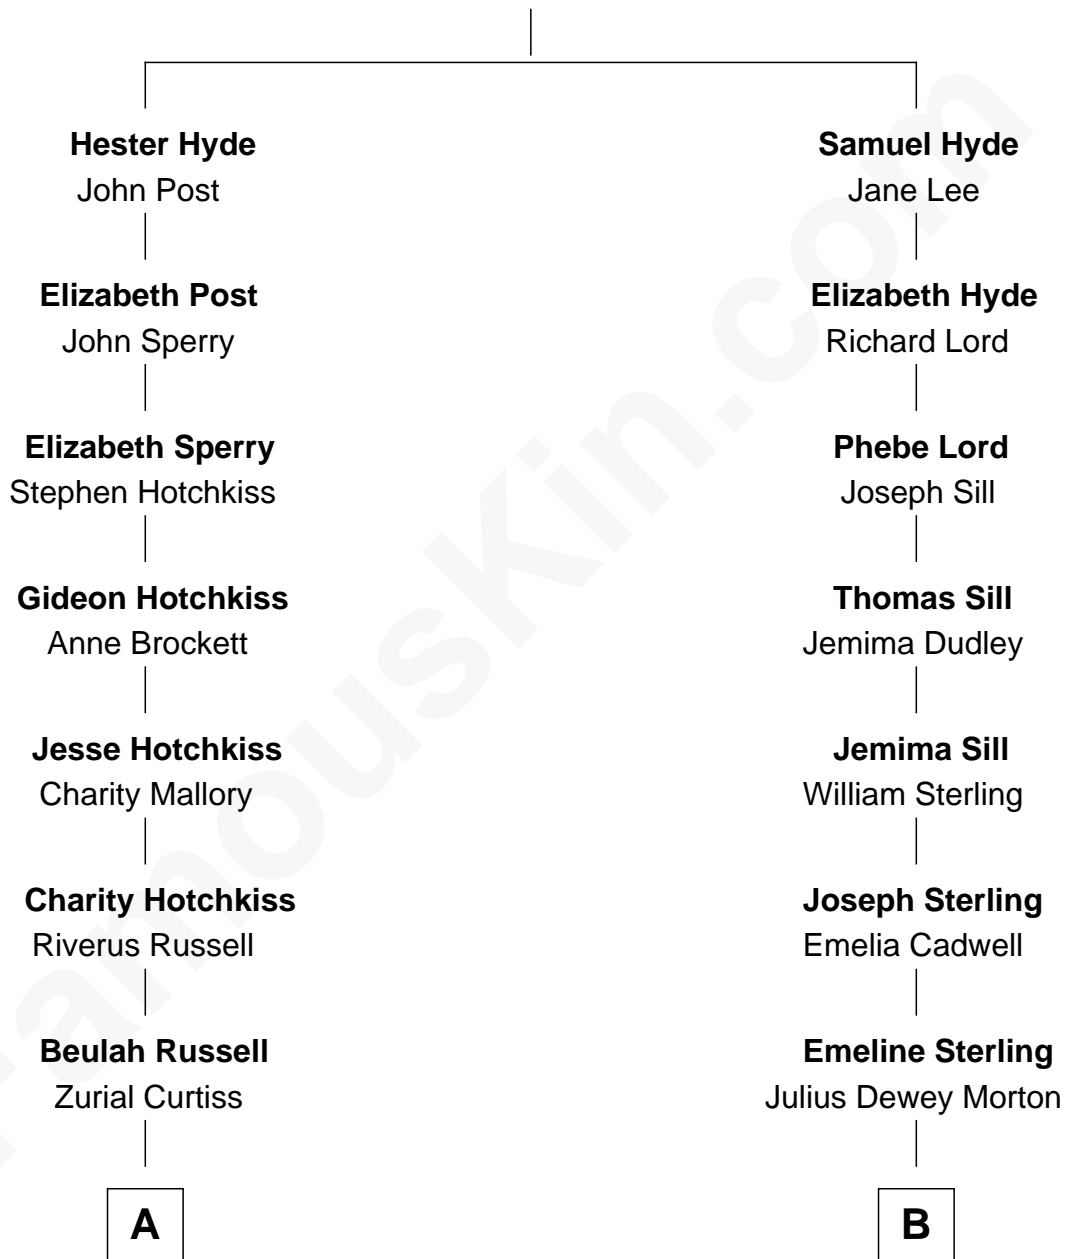 Hester Hyde
John Post
Samuel Hyde
Jane Lee
Elizabeth Post
John Sperry
Elizabeth Hyde
Richard Lord
Elizabeth Sperry
Stephen Hotchkiss
Phebe Lord
Joseph Sill
Gideon Hotchkiss
Anne Brockett
Thomas Sill
Jemima Dudley
Jesse Hotchkiss
Charity Mallory
Jemima Sill
William Sterling
Charity Hotchkiss
Riverus Russell
Joseph Sterling
Emelia Cadwell
Beulah Russell
Zurial Curtiss
Emeline Sterling
Julius Dewey Morton
A
B
FamousKin.com